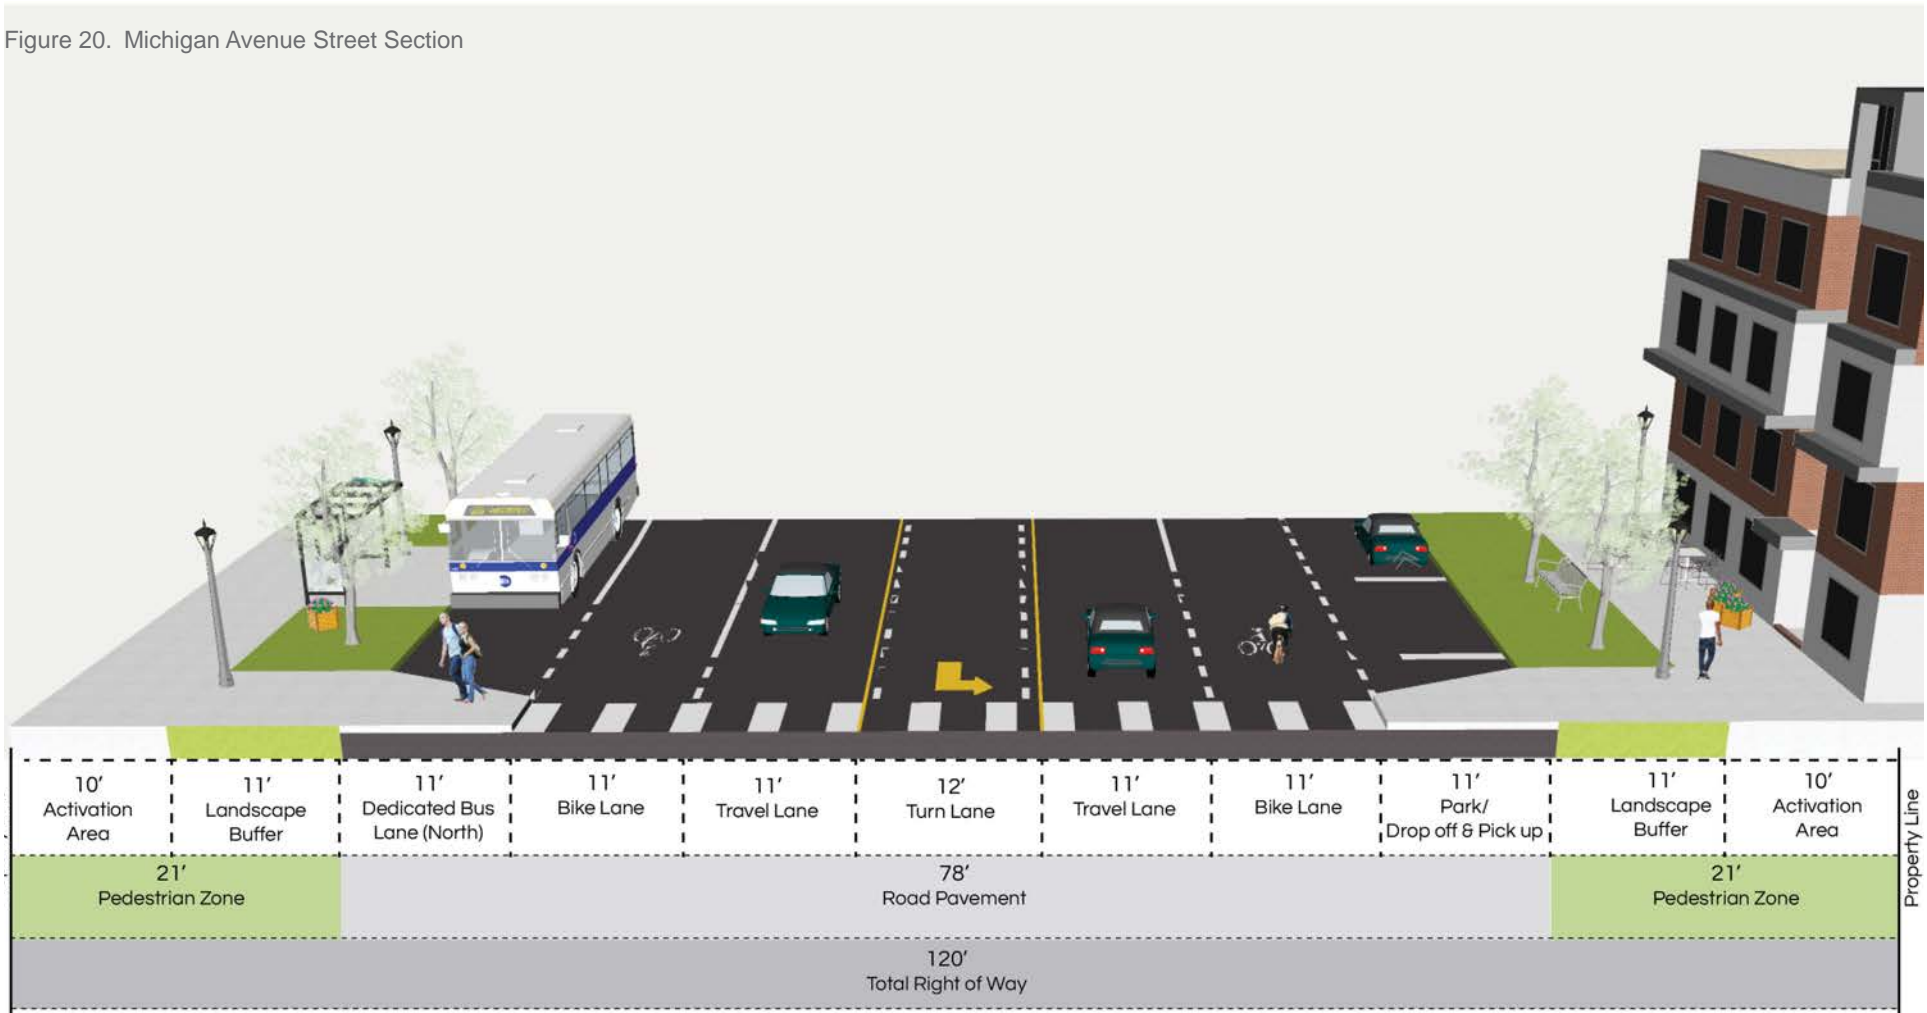 Figure 20.  Michigan Avenue Street Section
10’
Activation
Area
11’
Landscape
Buffer
11’
Dedicated Bus
Lane (North)
11’
Bike Lane
11’
Travel Lane
12’
Turn Lane
11’
Travel Lane
11’
Bike Lane
11’
Park/
Drop off & Pick up
11’
Landscape
Buffer
10’
Activation
Area
Property Line
21’
Pedestrian Zone
78’
Road Pavement
21’
Pedestrian Zone
120’
Total Right of Way